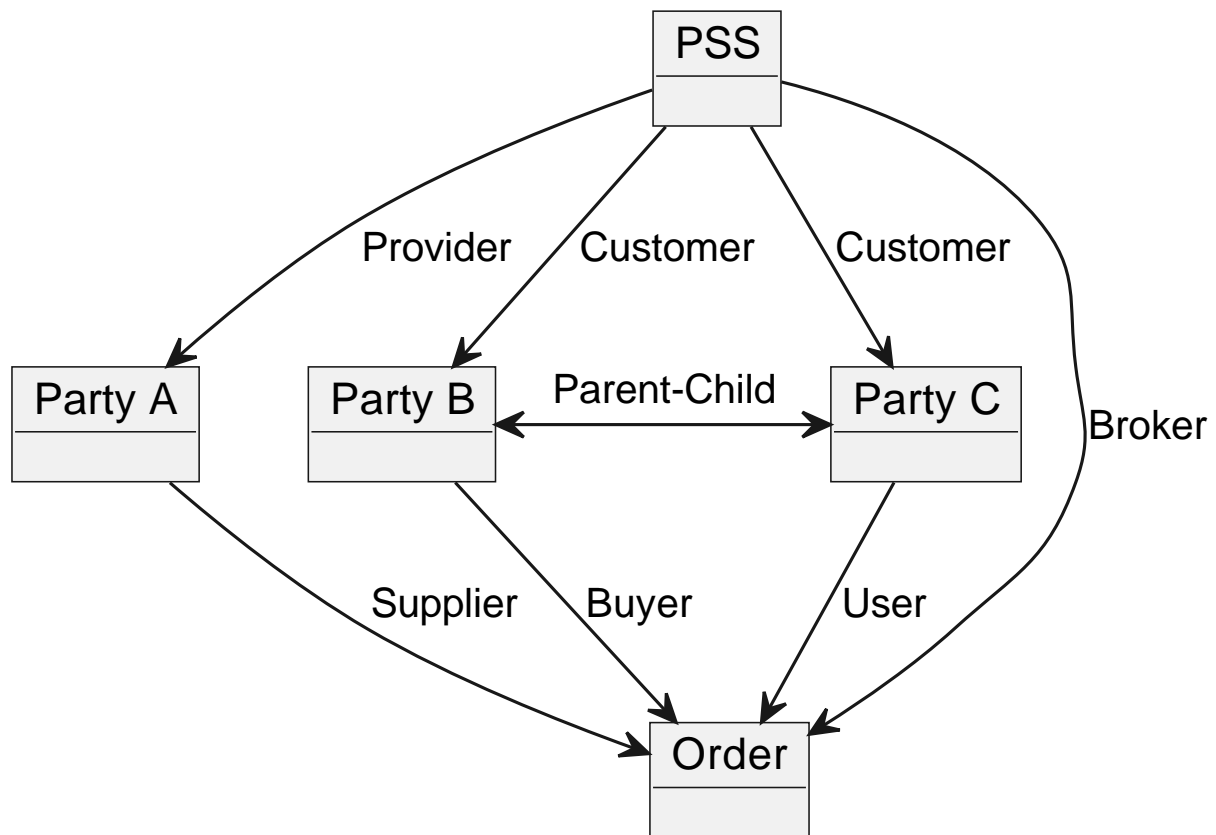 PSS
Provider
Customer
Customer
Party A
Party B
Parent-Child
Party C
Broker
Supplier
Buyer
User
Order